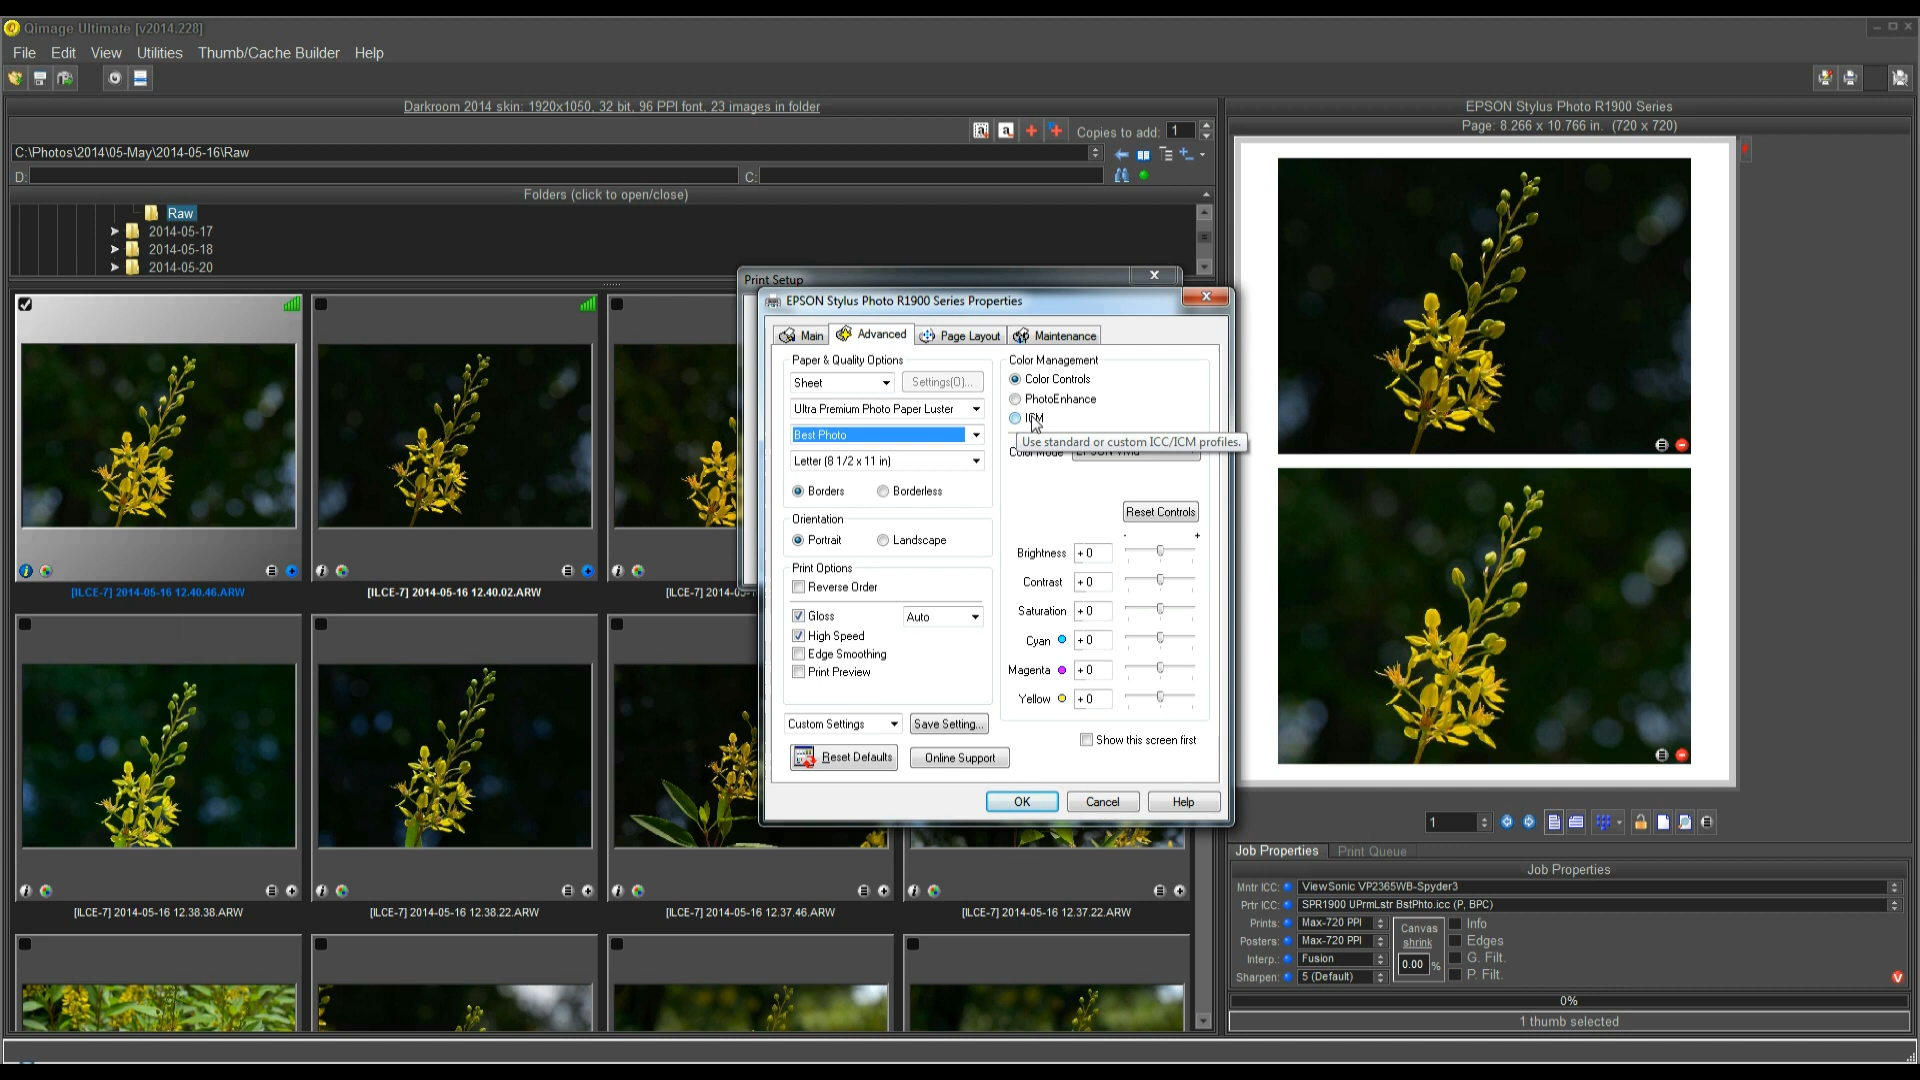 Qimage Ultimate [v2014.228]
File Edit View Utilities Thumb/Cache Builder Help
Darkroom 2014 skin: 1920x1050, 32 bit, 96 PPI font, 23 images in folder
Copies to add: 1
C:\Photos\2014\05-May\2014-05-16\Raw
D: C:
Folders (click to open/close)
Raw
2014-05-17
2014-05-18
2014-05-20
[ILCE-7] 2014-05-16 12.40.46.ARW
[ILCE-7] 2014-05-16 12.40.02.ARW
[ILCE-7] 2014-05-1
[ILCE-7] 2014-05-16 12.38.38.ARW
[ILCE-7] 2014-05-16 12.38.22.ARW
[ILCE-7] 2014-05-16 12.37.46.ARW
[ILCE-7] 2014-05-16 12.37.22.ARW
Print Setup
EPSON Stylus Photo R1900 Series Properties
Main Advanced Page Layout Maintenance
Paper & Quality Options
Sheet Settings(O)...
Ultra Premium Photo Paper Luster
Best Photo
Letter (8 1/2 x 11 in)
Borders Borderless
Orientation
Portrait Landscape
Print Options
Reverse Order
Gloss Auto
High Speed
Edge Smoothing
Print Preview
Custom Settings Save Setting...
Reset Defaults Online Support
Color Management
Color Controls
PhotoEnhance
ICM
Use standard or custom ICC/ICM profiles.
Color Mode EPSON Vivid
Reset Controls
- +
Brightness +0
Contrast +0
Saturation +0
Cyan +0
Magenta +0
Yellow +0
Show this screen first
OK Cancel Help
EPSON Stylus Photo R1900 Series
Page: 8.266 x 10.766 in. (720 x 720)
1
Job Properties Print Queue
Job Properties
Mntr ICC: ViewSonic VP2365WB-Spyder3
Prtr ICC: SPR1900 UPrmLstr BstPhto.icc (P, BPC)
Prints: Max-720 PPI
Posters: Max-720 PPI
Interp.: Fusion
Sharpen: 5 (Default)
Canvas
shrink
0.00 %
Info
Edges
G. Filt.
P. Filt.
0%
1 thumb selected